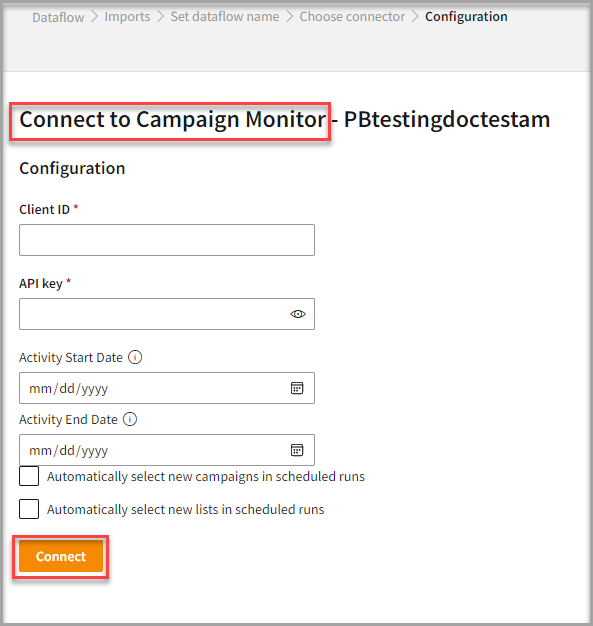 Dataflow > Imports > Set dataflow name > Choose connector > Configuration
Connect to Campaign Monitor - PBtestingdoctestam
Configuration
Client ID *
API key *
Activity Start Date
mm/dd/yyyy
Activity End Date
mm/dd/yyyy
Automatically select new campaigns in scheduled runs
Automatically select new lists in scheduled runs
Connect